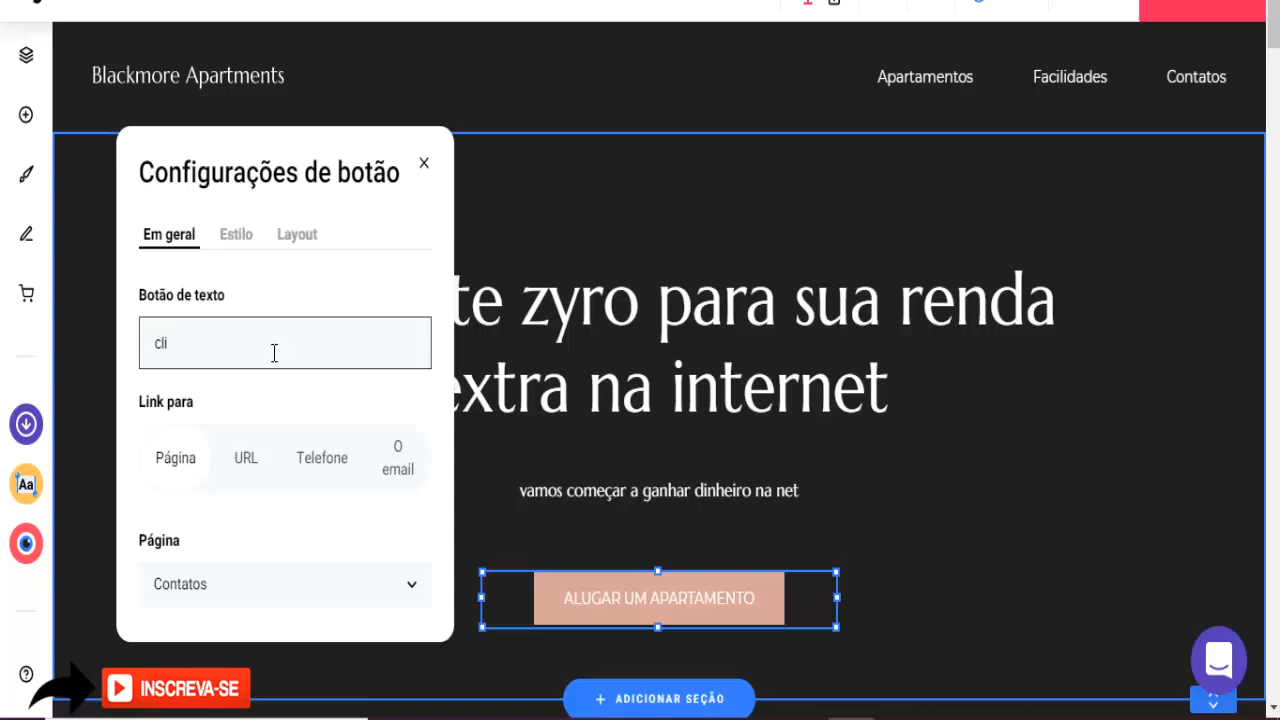 Blackmore Apartments
Apartamentos
Facilidades
Contatos
Configurações de botão
Em geral
Estilo
Layout
Botão de texto
cli
Link para
Página
URL
Telefone
O
email
Página
Contatos
te zyro para sua renda
extra na internet
vamos começar a ganhar dinheiro na net
ALUGAR UM APARTAMENTO
+ ADICIONAR SEÇÃO
Aa
INSCREVA-SE